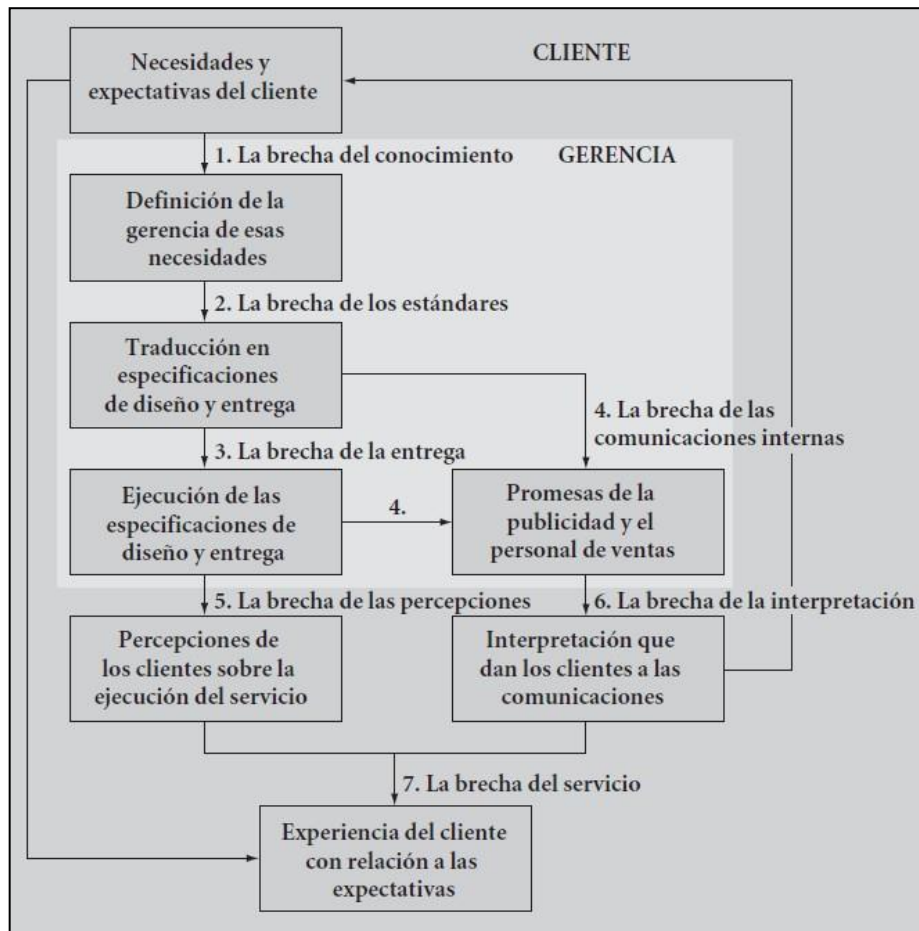 Necesidades y
expectativas del cliente
CLIENTE
1. La brecha del conocimiento
GERENCIA
Definición de la
gerencia de esas
necesidades
2. La brecha de los estándares
Traducción en
especificaciones
de diseño y entrega
4. La brecha de las
comunicaciones internas
3. La brecha de la entrega
Ejecución de las
especificaciones de
diseño y entrega
4.
Promesas de la
publicidad y el
personal de ventas
5. La brecha de las percepciones
6. La brecha de la interpretación
Percepciones de
los clientes sobre la
ejecución del servicio
Interpretación que
dan los clientes a las
comunicaciones
7. La brecha del servicio
Experiencia del cliente
con relación a las
expectativas